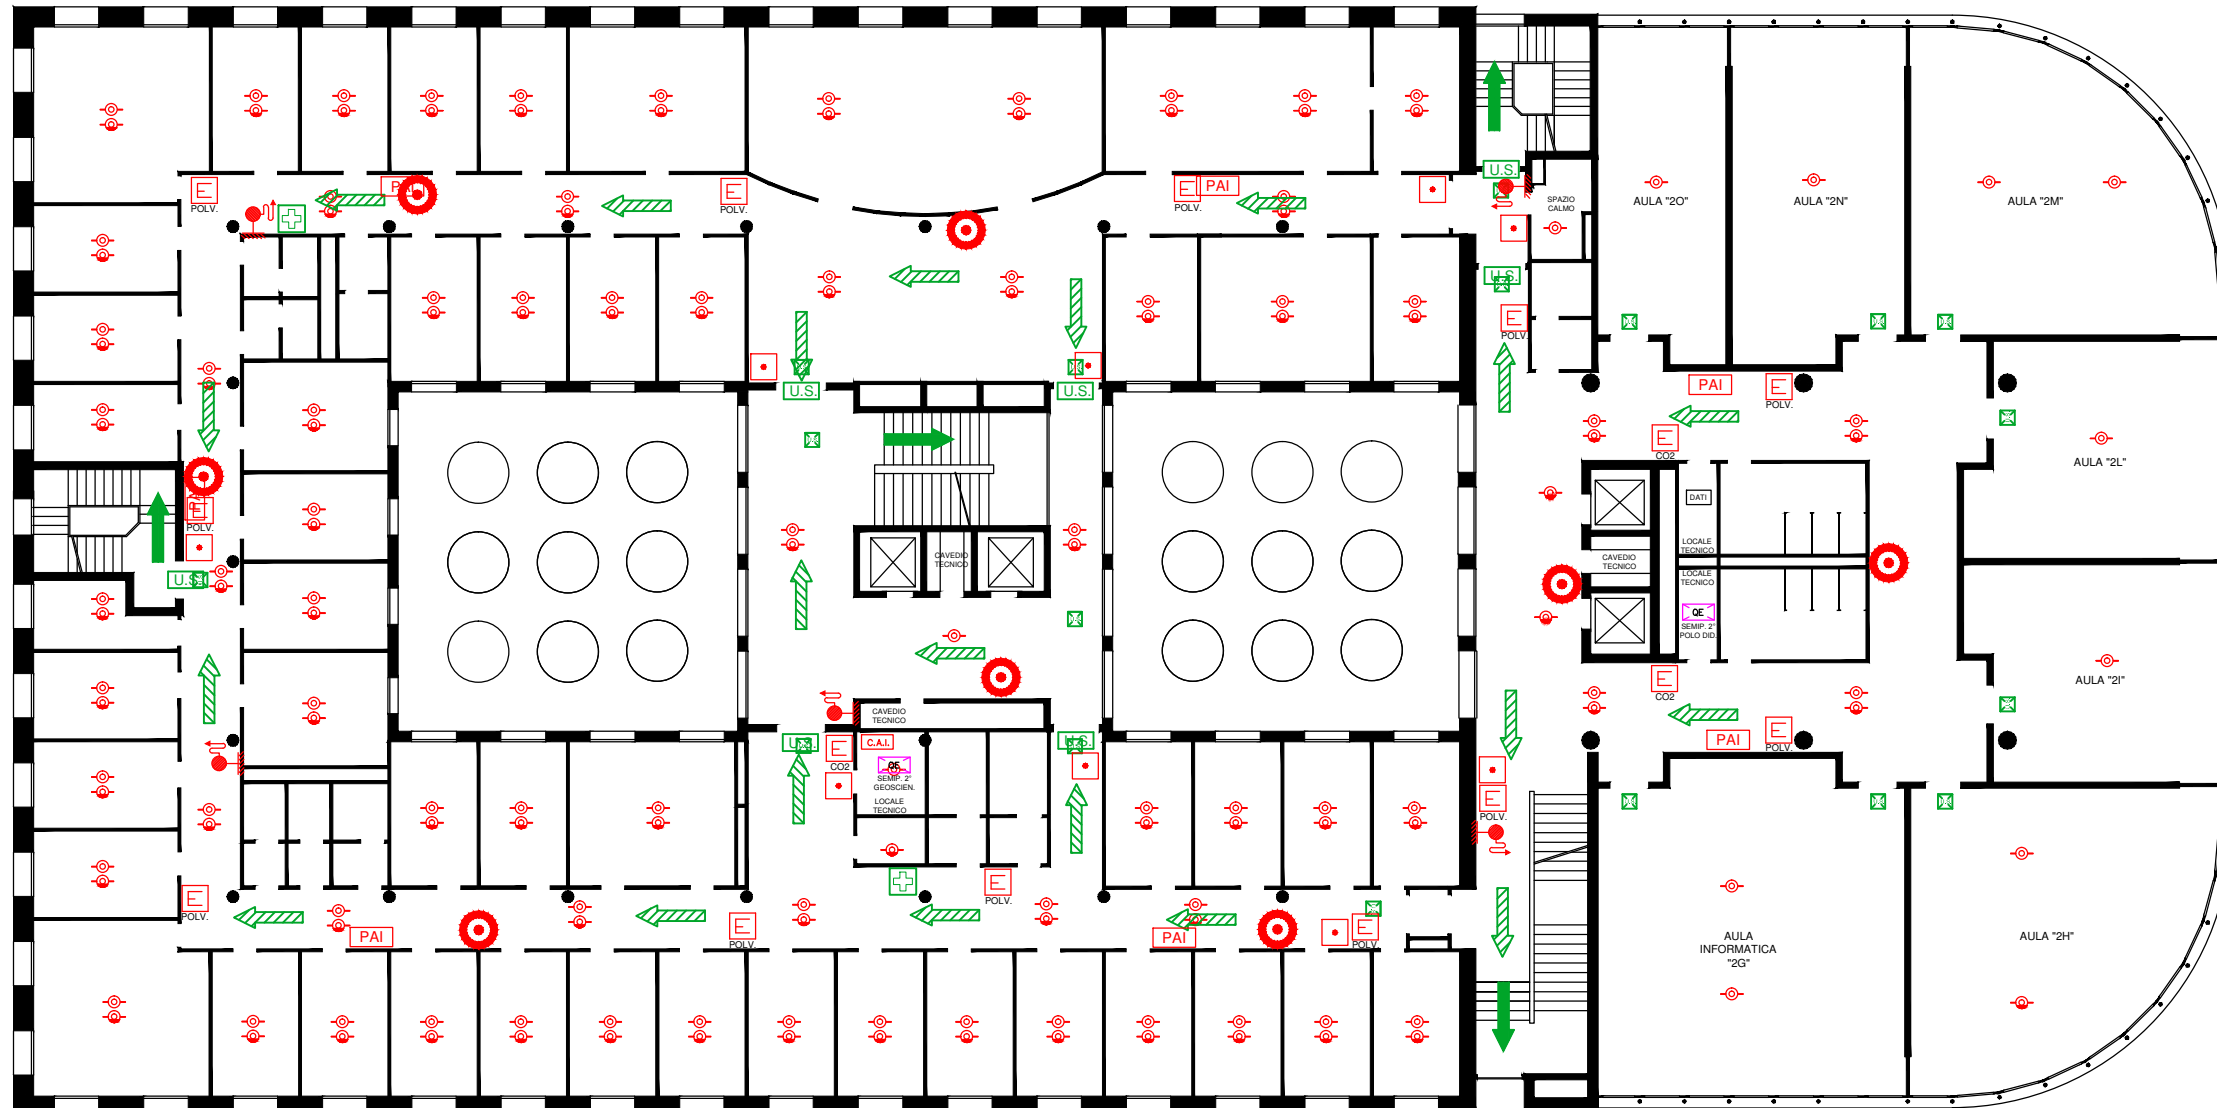 U.S.
SPAZIO
CALMO
AULA "2O"
AULA "2N"
AULA "2M"
E
POLV.
PAI
E
POLV.
E
POLV.
PAI
U.S.
E
POLV.
U.S.
U.S.
PAI
E
POLV.
E
CO2
AULA "2L"
DATI
LOCALE
TECNICO
CAVEDIO
TECNICO
CAVEDIO
TECNICO
LOCALE
TECNICO
QE
SEMIP. 2°
POLO DID.
E
POLV.
U.S.
AULA "2I"
E
CO2
CAVEDIO
TECNICO
U.S.
E
CO2
C.A.I.
QE
SEMIP. 2°
GEOSCIEN.
LOCALE
TECNICO
U.S.
PAI
E
POLV.
E
POLV.
E
POLV.
PAI
E
POLV.
E
POLV.
PAI
E
POLV.
AULA
INFORMATICA
"2G"
AULA "2H"